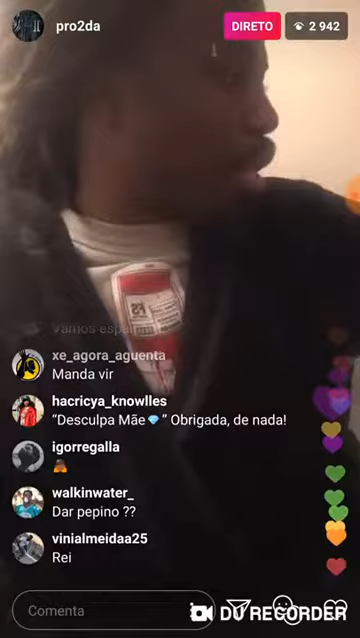 pro2da
DIRETO
2 942
Vamos
xe_agora_aguenta
Manda vir
hacricya_knowlles
“Desculpa Mãe💎” Obrigada, de nada!
igorregalla
walkinwater_
Dar pepino ??
vinialmeidaa25
Rei
Comenta
DU RECORDER